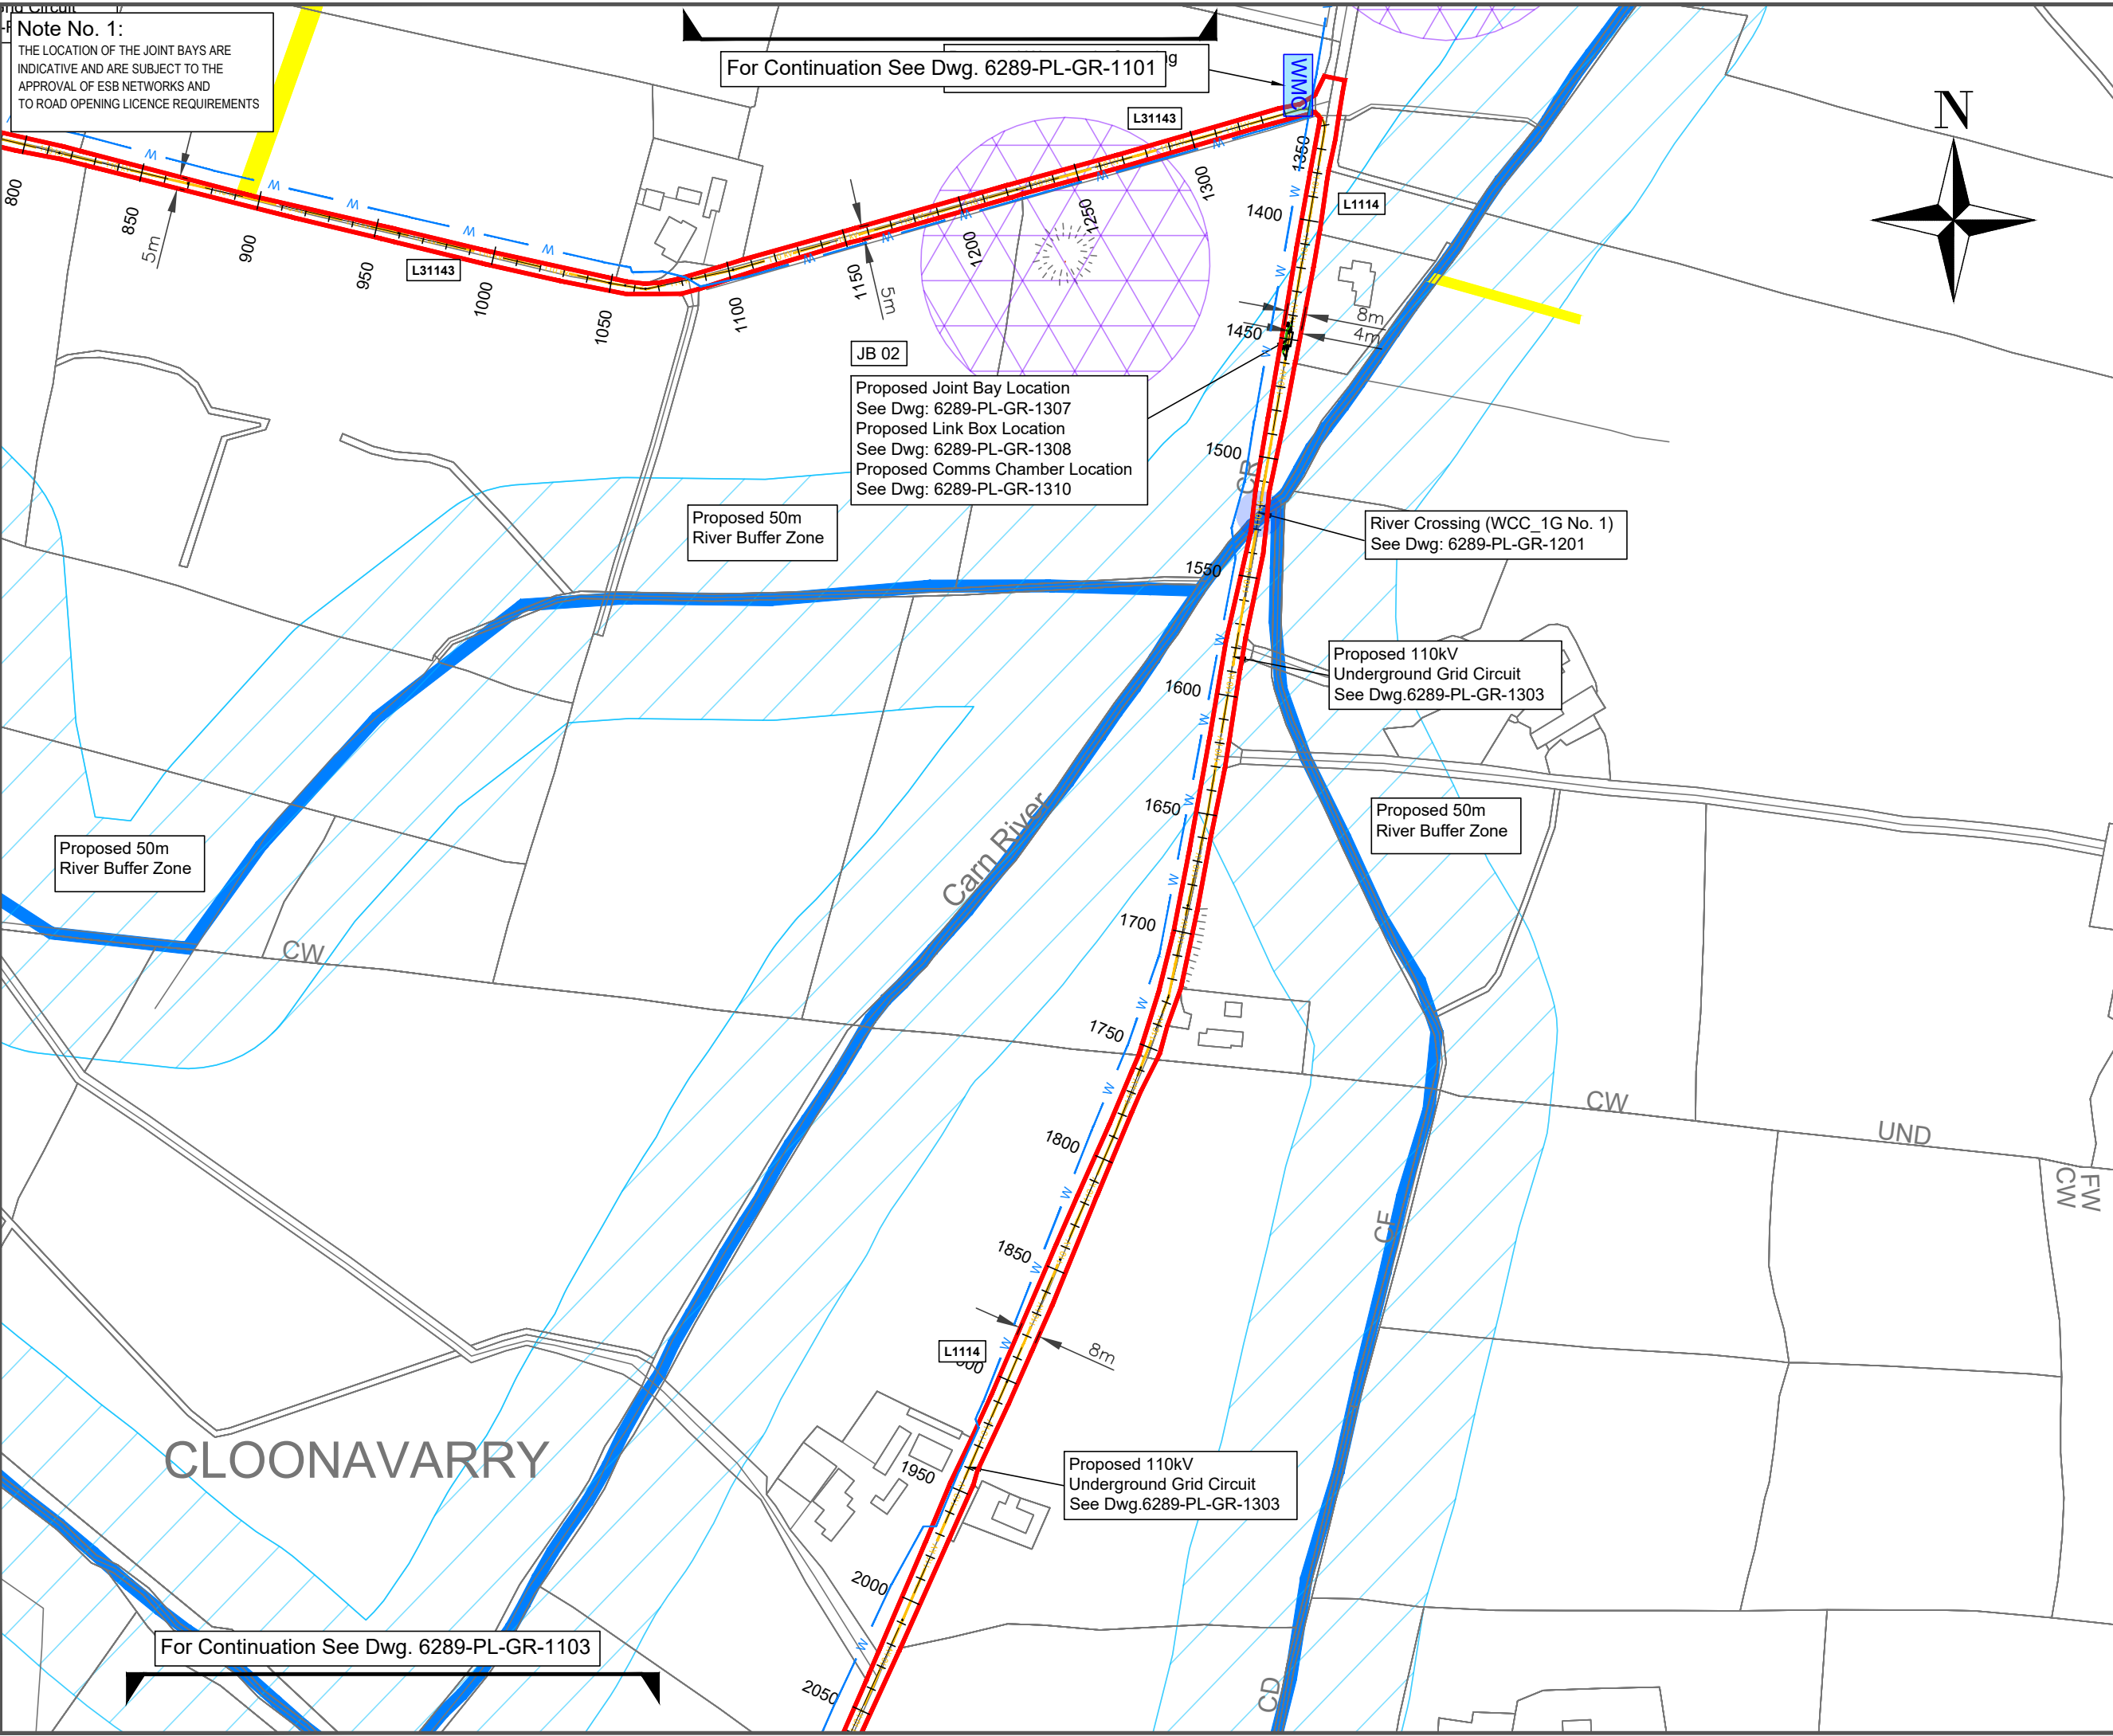 Grid Circuit
Note No. 1:
THE LOCATION OF THE JOINT BAYS ARE
INDICATIVE AND ARE SUBJECT TO THE
APPROVAL OF ESB NETWORKS AND
TO ROAD OPENING LICENCE REQUIREMENTS
For Continuation See Dwg. 6289-PL-GR-1101
WMC
N
L31143
L1114
800
850
5m
900
950
L31143
1000
1050
1100
1150
5m
1200
1250
1300
1350
1400
1450
8m
4m
JB 02
Proposed Joint Bay Location
See Dwg: 6289-PL-GR-1307
Proposed Link Box Location
See Dwg: 6289-PL-GR-1308
Proposed Comms Chamber Location
See Dwg: 6289-PL-GR-1310
1500
CR
Proposed 50m
River Buffer Zone
River Crossing (WCC_1G No. 1)
See Dwg: 6289-PL-GR-1201
1550
Proposed 110kV
Underground Grid Circuit
See Dwg.6289-PL-GR-1303
1600
1650
Proposed 50m
River Buffer Zone
Proposed 50m
River Buffer Zone
Carn River
CW
1700
1750
CW
UND
FW
CW
1800
CF
1850
L1114
8m
CLOONAVARRY
1950
Proposed 110kV
Underground Grid Circuit
See Dwg.6289-PL-GR-1303
2000
For Continuation See Dwg. 6289-PL-GR-1103
2050
CD
W W W W W W W W W W W W W W W W W W W W W W W W W